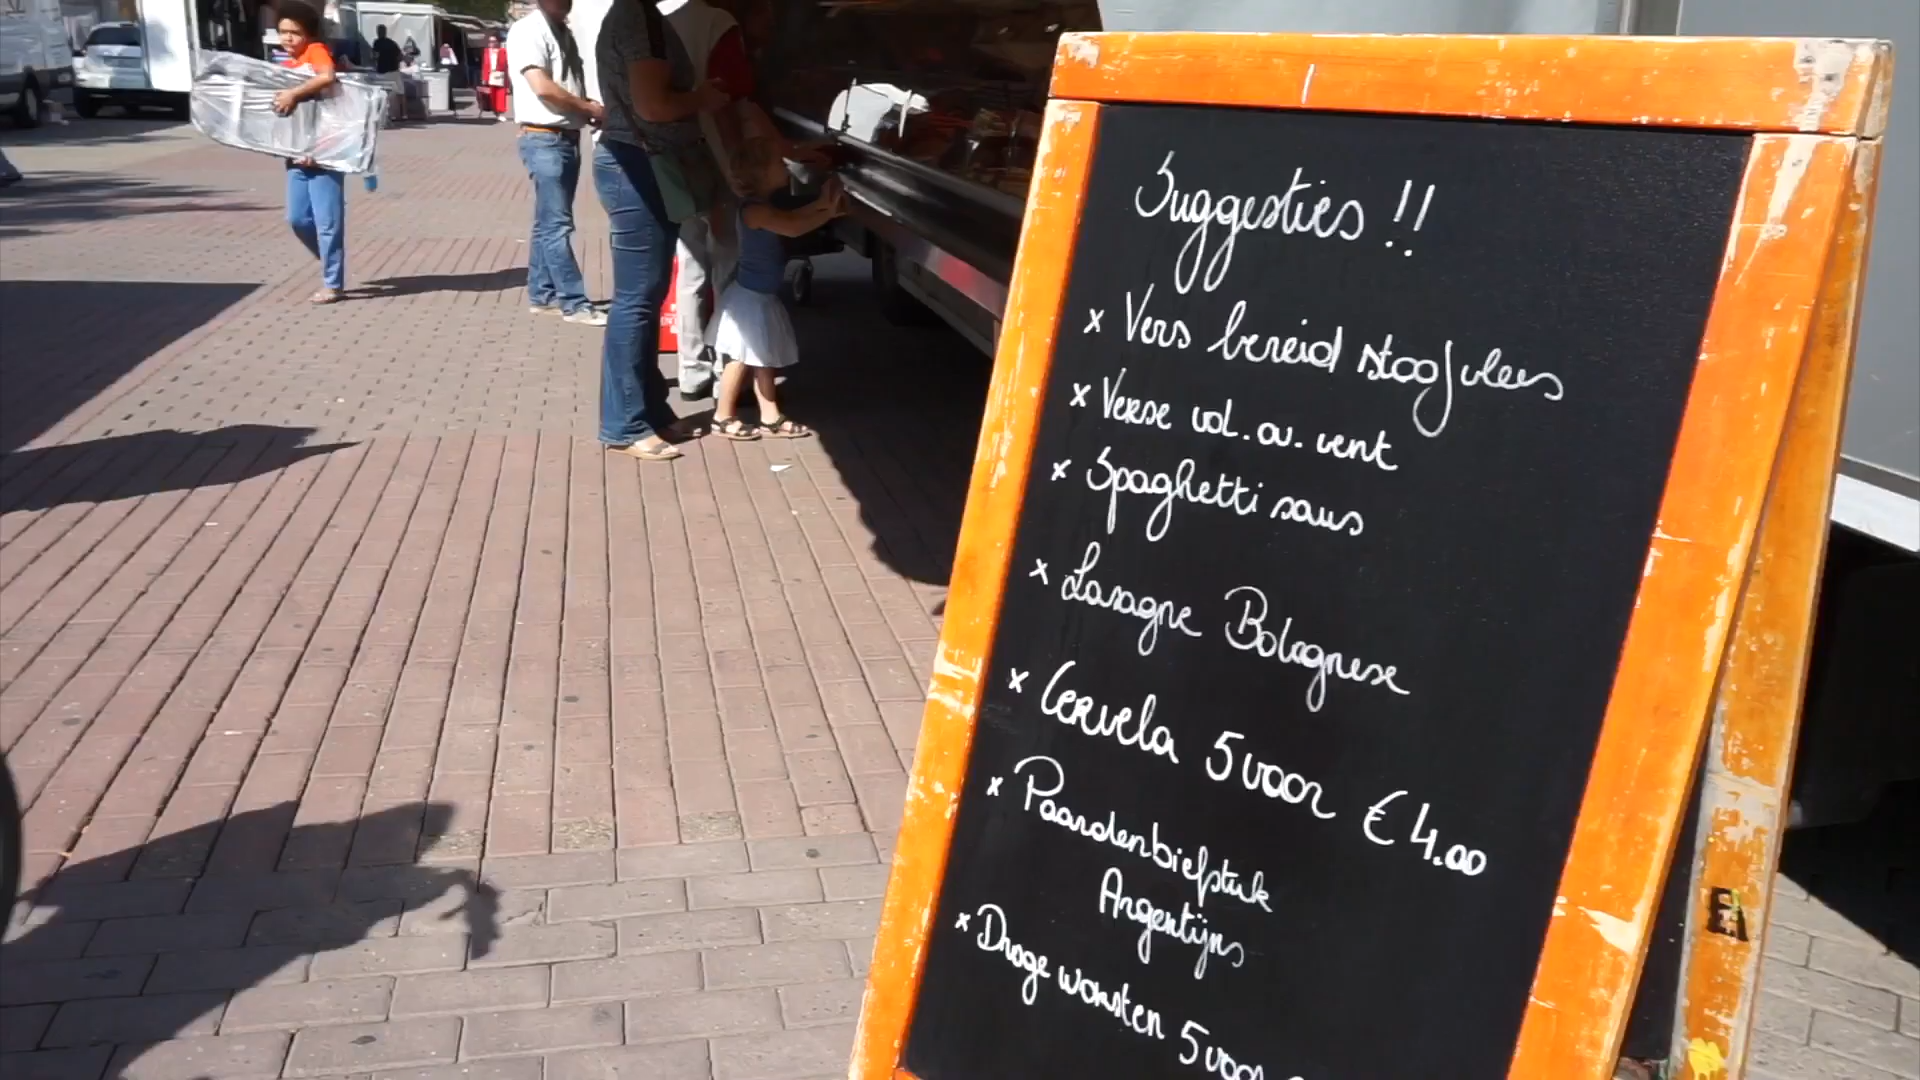 Suggesties !!
x Vers bereid stoofvlees
x Verse vol.au.vent
x Spaghetti saus
x Lasagne Bolognese
x Cervela 5 voor € 4.00
x Paardenbiefstuk
Argentijns
x Droge worsten 5 voor